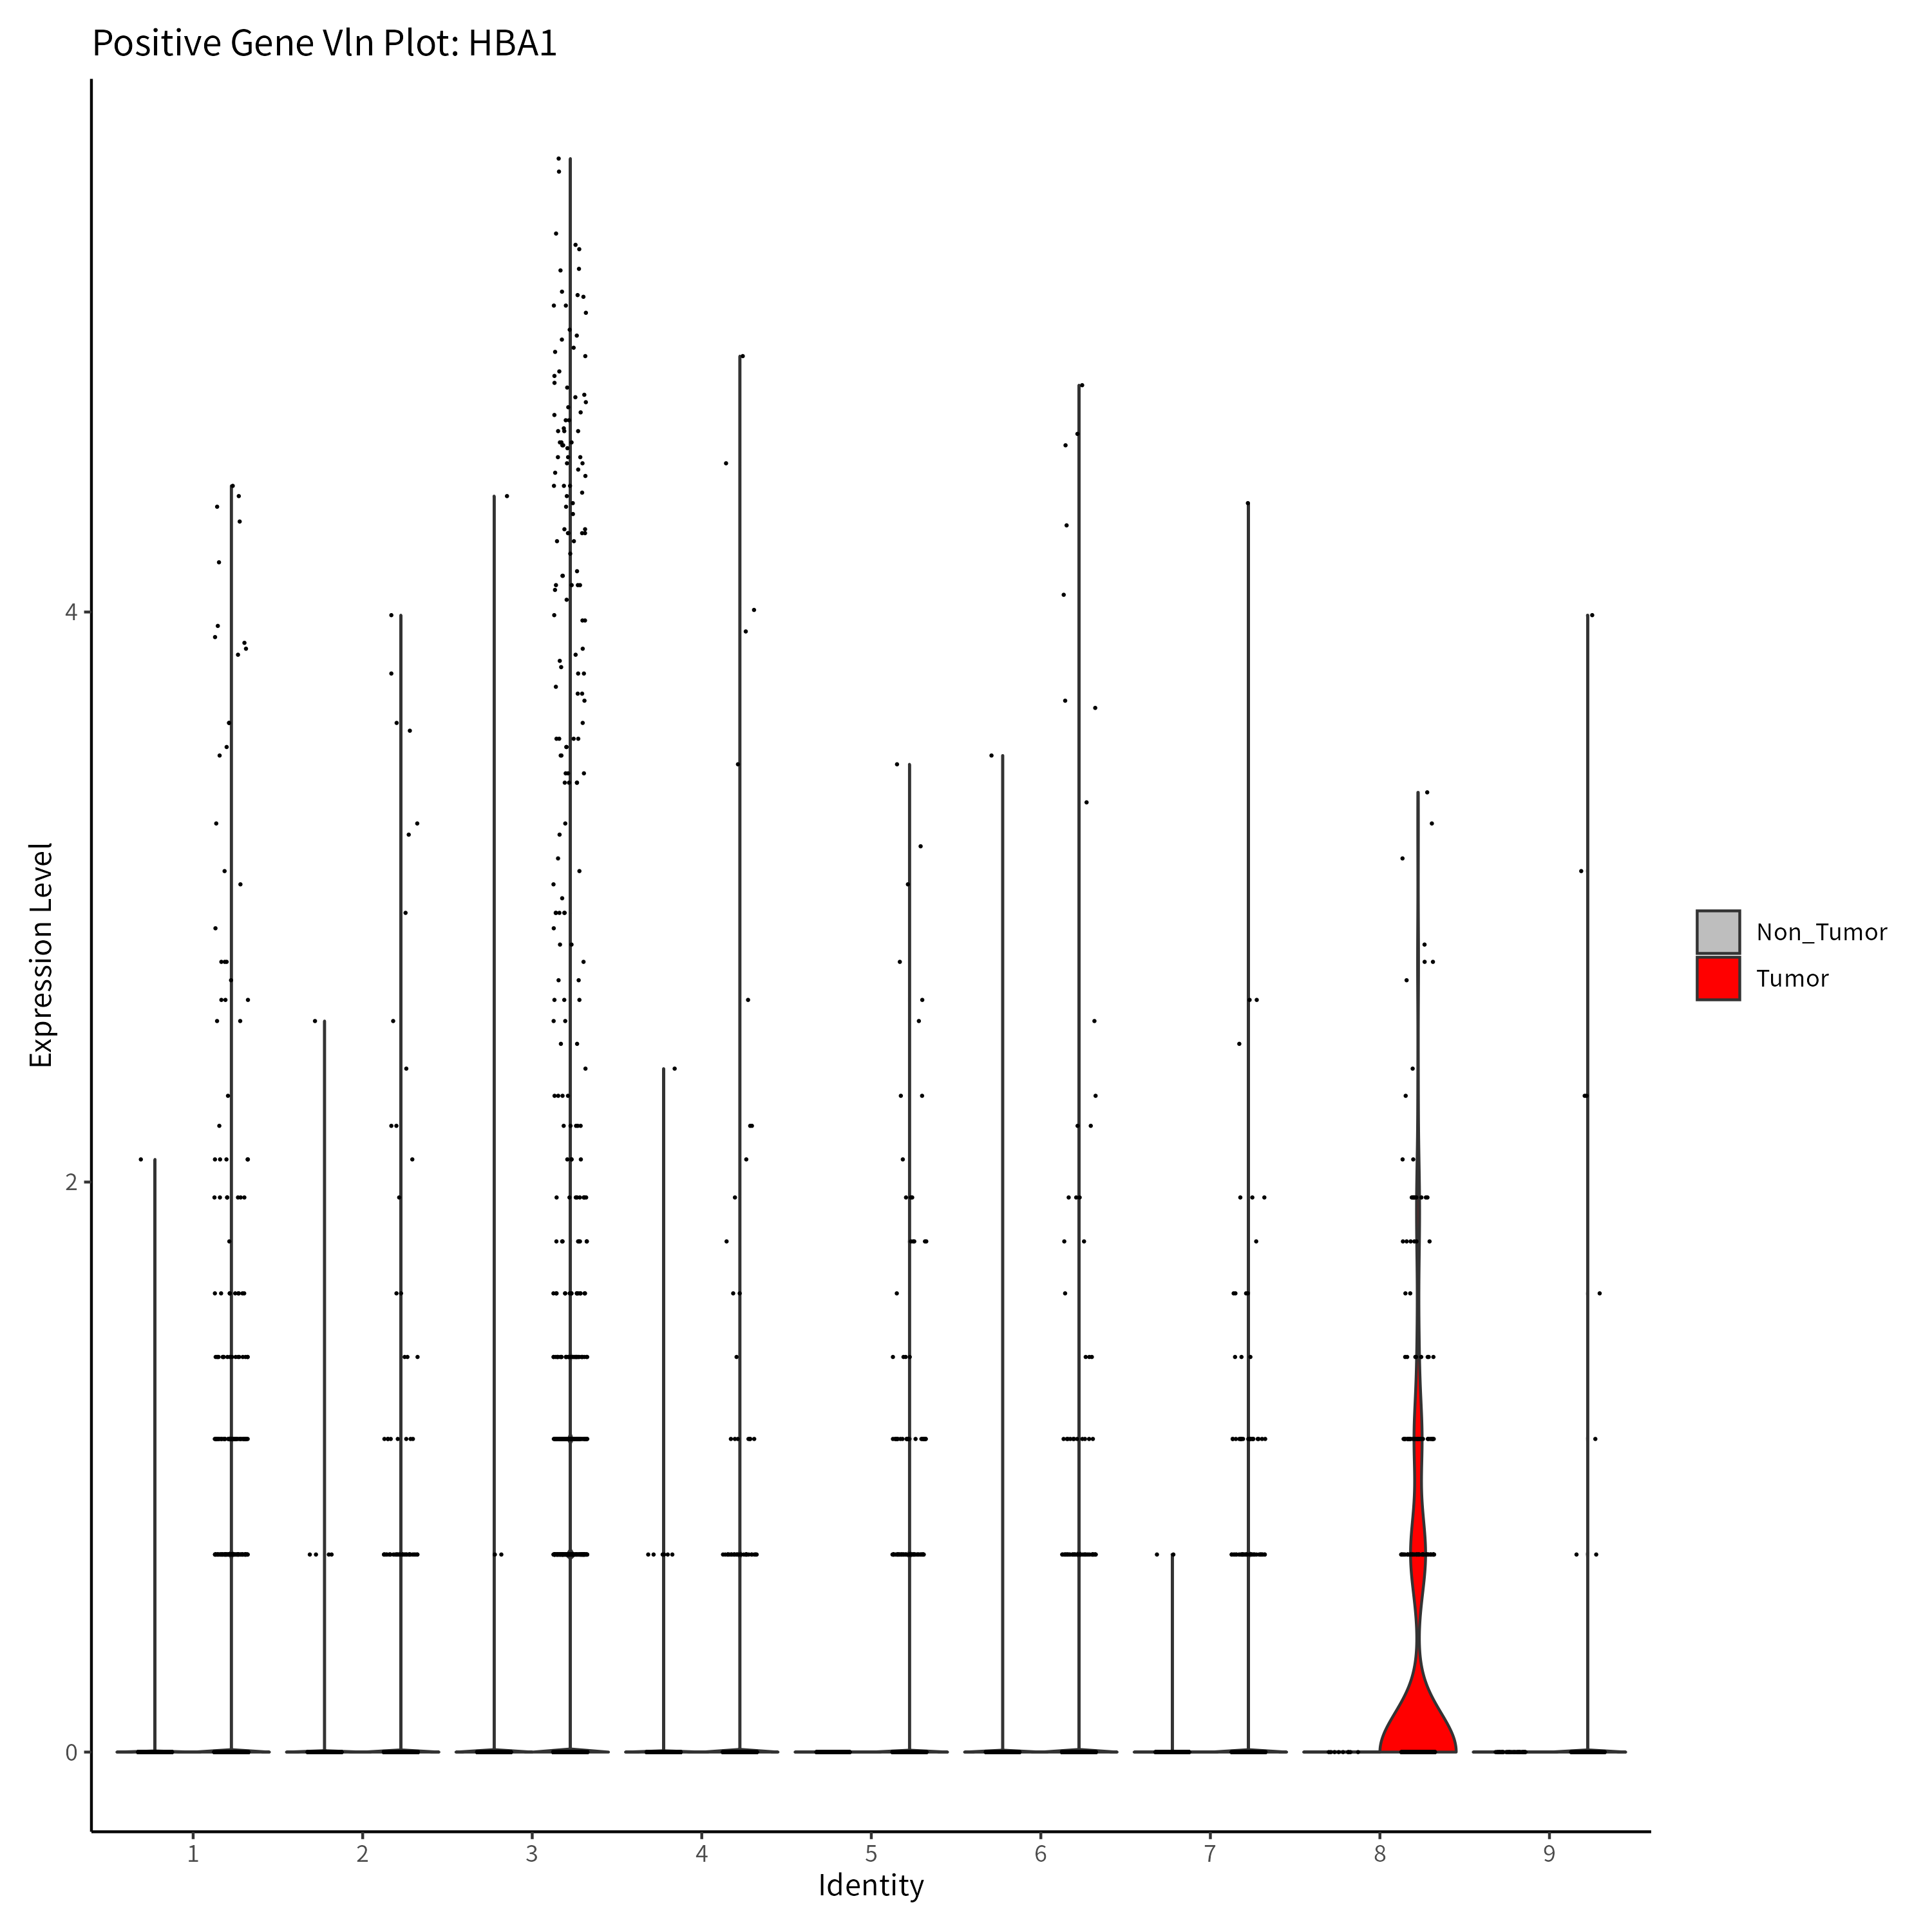 Positive Gene Vln Plot: HBA1
Expression Level
4
2
0
1 2 3 4 5 6 7 8 9
Identity
Non_Tumor
Tumor